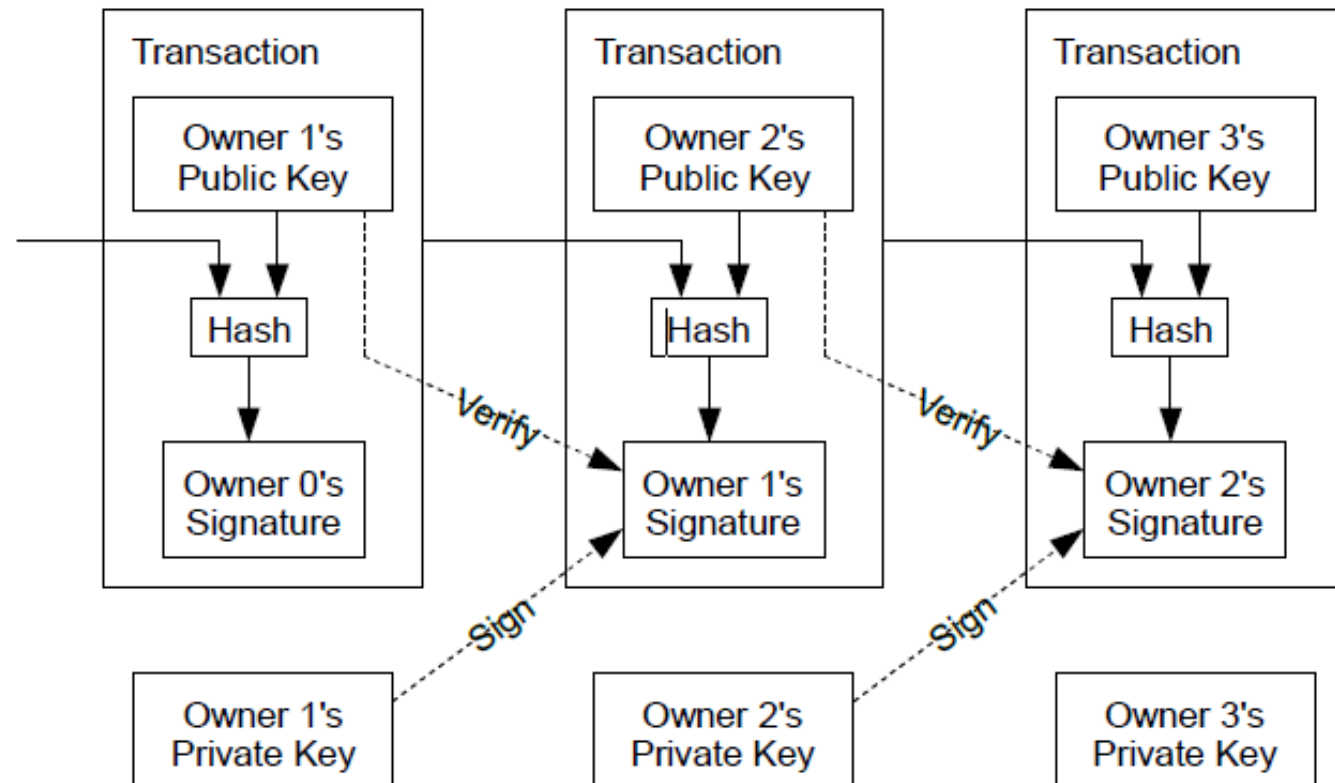 Transaction
Transaction
Transaction
Owner 1's
Public Key
Owner 2's
Public Key
Owner 3's
Public Key
Hash
Hash
Hash
Verify
Verify
Owner 0's
Signature
Owner 1's
Signature
Owner 2's
Signature
Sign
Sign
Owner 1's
Private Key
Owner 2's
Private Key
Owner 3's
Private Key